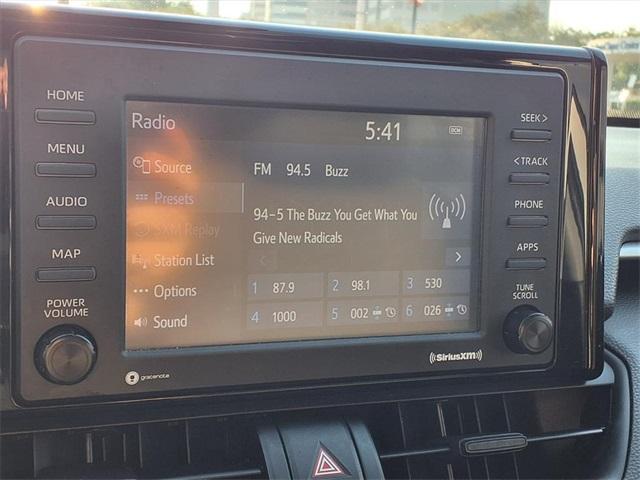 HOME
MENU
AUDIO
MAP
POWER
VOLUME
Radio
5:41
DCM
Source
Presets
SXM Replay
Station List
Options
Sound
FM 94.5 Buzz
94-5 The Buzz You Get What You
Give New Radicals
1 87.9 2 98.1 3 530
4 1000 5 002 6 026
gracenote
SiriusXM
SEEK >
< TRACK
PHONE
APPS
TUNE
SCROLL